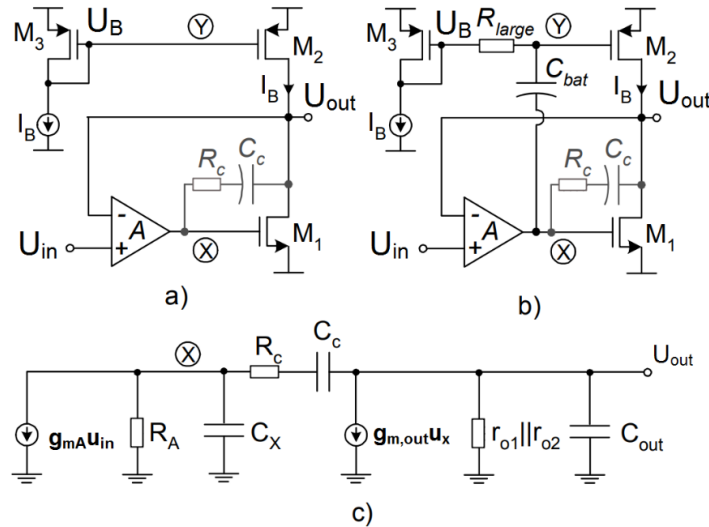 M3 UB Y M2
IB
Uout
IB
Rc Cc
-
A
+
Uin
X
M1
a)
M3 UB Rlarge Y M2
Cbat
IB
Uout
IB
Rc Cc
-
A
+
Uin
X
M1
b)
X Rc Cc Uout
gmAuin RA CX gm,outux ro1||ro2 Cout
c)